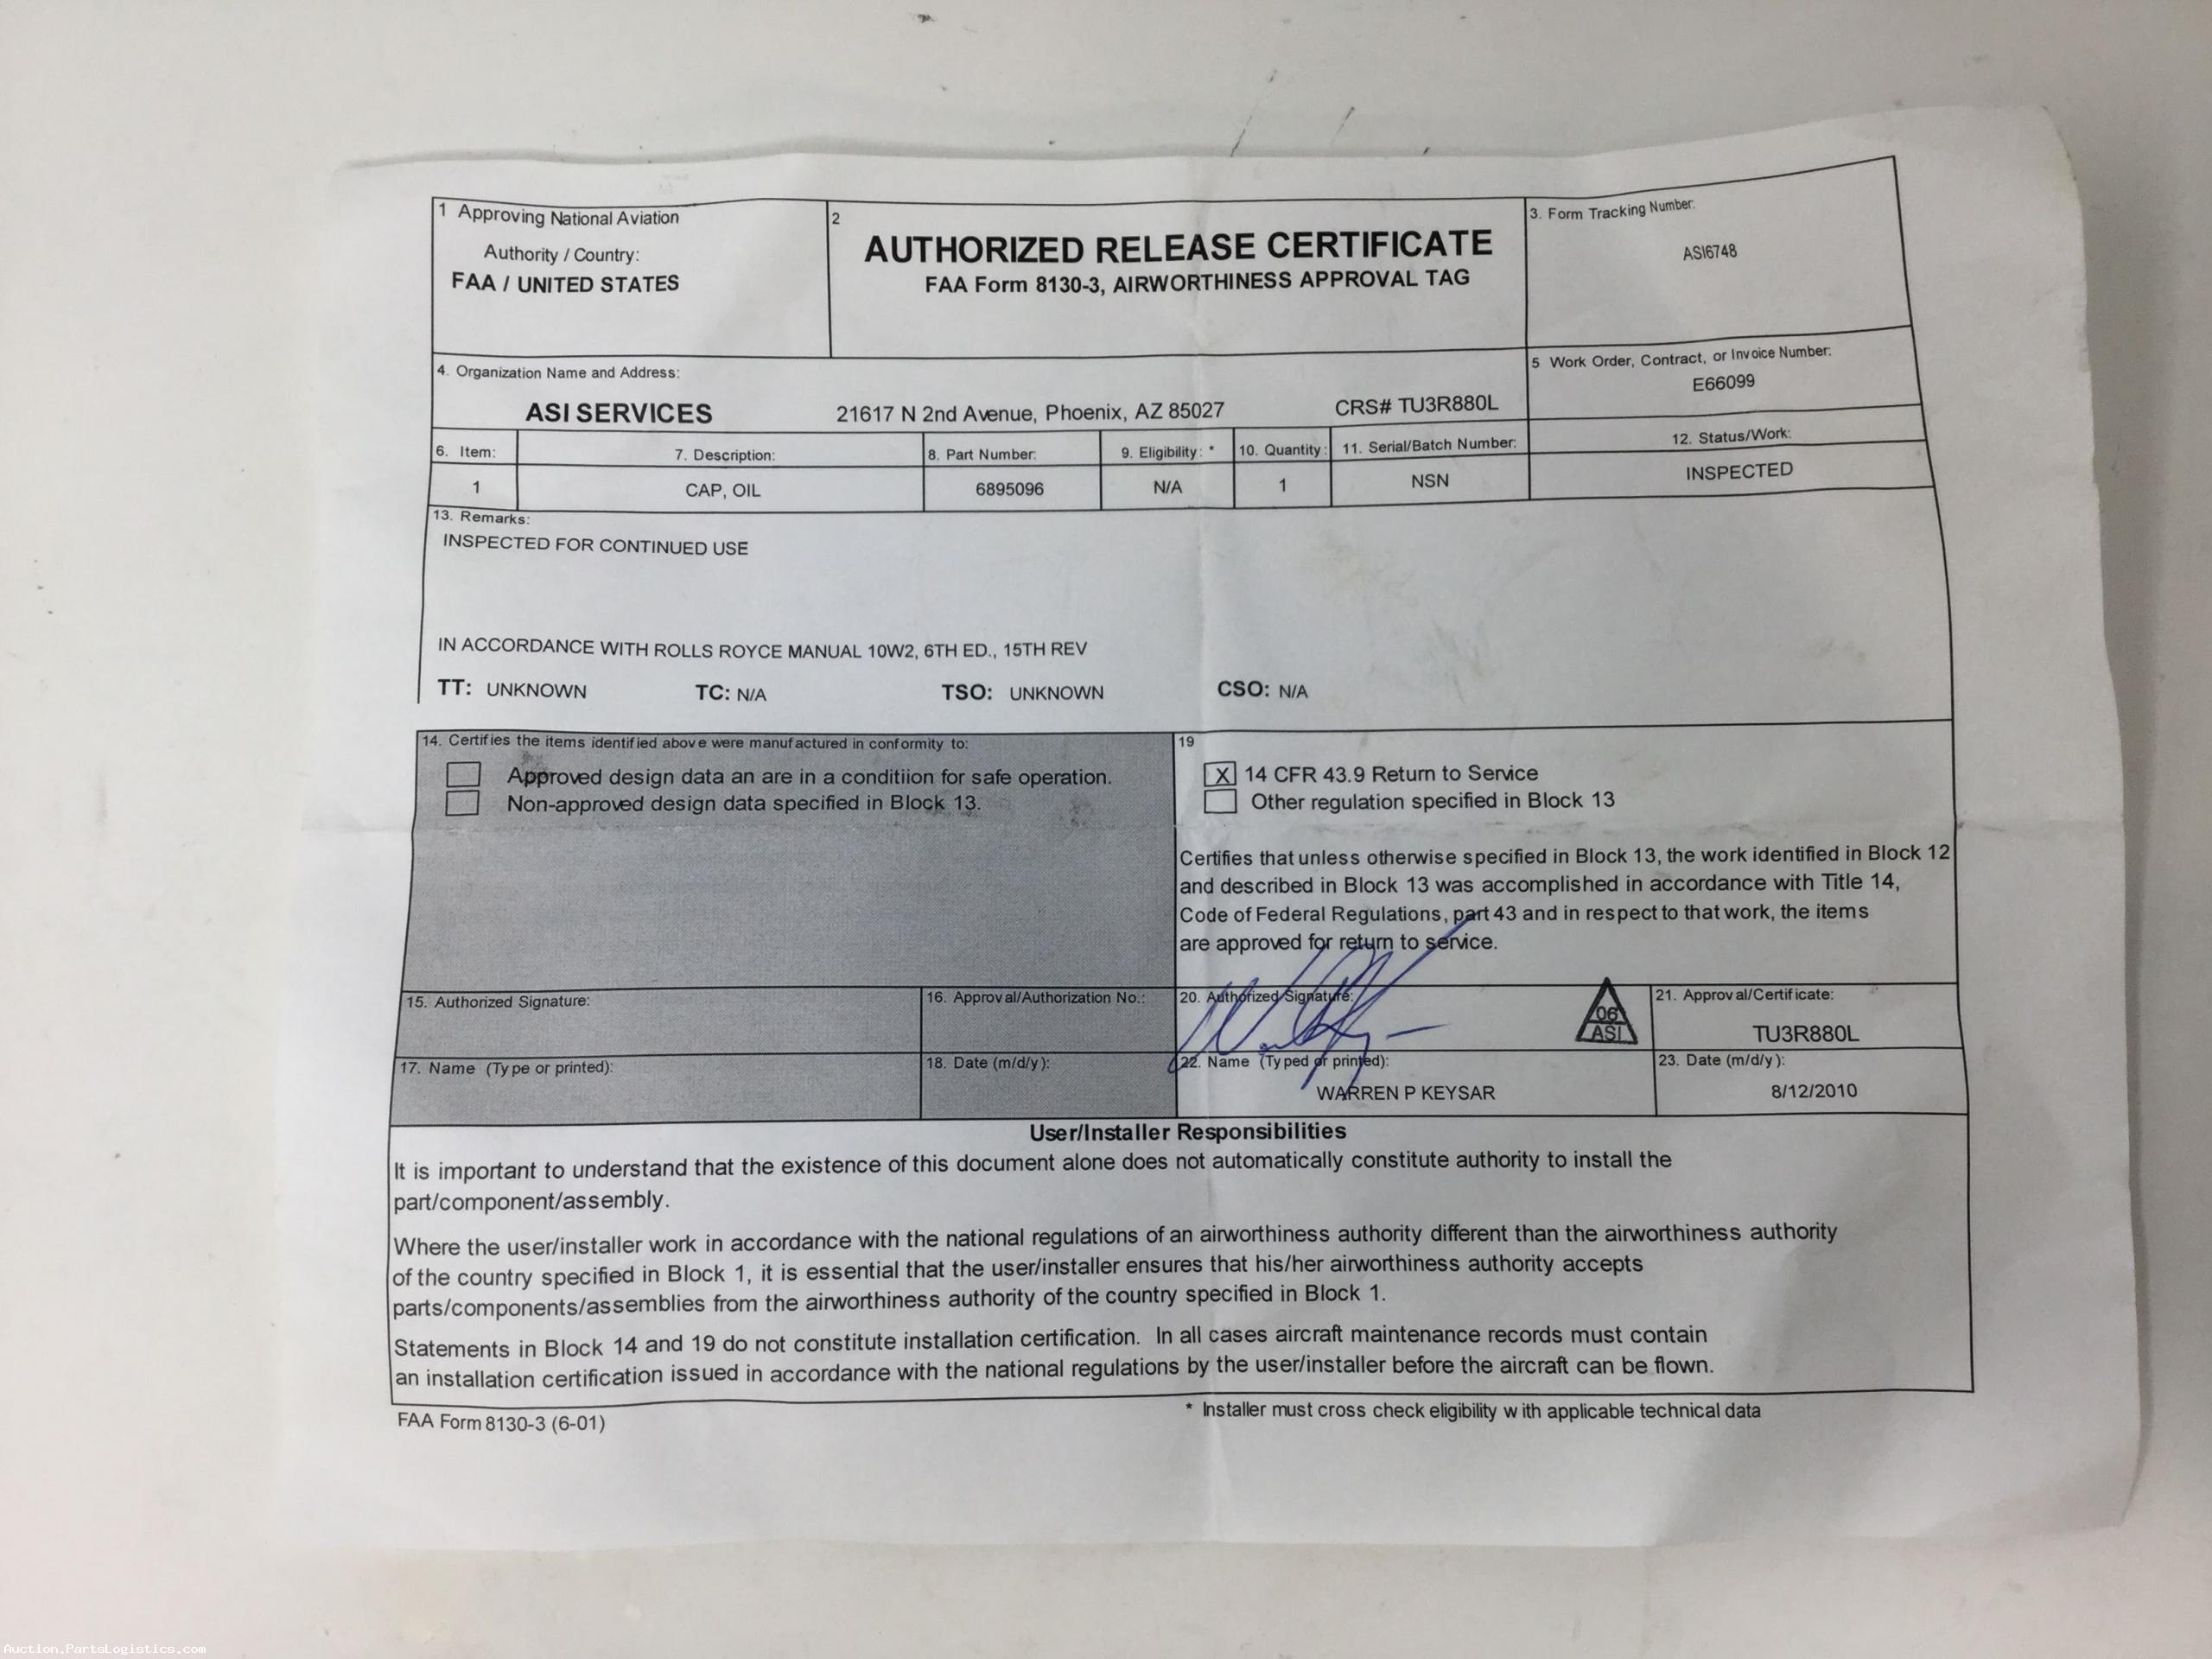 1 Approving National Aviation
Authority / Country:
FAA / UNITED STATES
2
AUTHORIZED RELEASE CERTIFICATE
FAA Form 8130-3, AIRWORTHINESS APPROVAL TAG
3. Form Tracking Number:
ASI6748
4. Organization Name and Address:
ASI SERVICES 21617 N 2nd Avenue, Phoenix, AZ 85027 CRS# TU3R880L
5 Work Order, Contract, or Invoice Number:
E66099
6. Item: 7. Description: 8. Part Number: 9. Eligibility: * 10. Quantity: 11. Serial/Batch Number: 12. Status/Work:
1 CAP, OIL 6895096 N/A 1 NSN INSPECTED
13. Remarks:
INSPECTED FOR CONTINUED USE
IN ACCORDANCE WITH ROLLS ROYCE MANUAL 10W2, 6TH ED., 15TH REV
TT: UNKNOWN TC: N/A TSO: UNKNOWN CSO: N/A
14. Certifies the items identified above were manufactured in conformity to:
Approved design data an are in a conditiion for safe operation.
Non-approved design data specified in Block 13.
19
X 14 CFR 43.9 Return to Service
Other regulation specified in Block 13
Certifies that unless otherwise specified in Block 13, the work identified in Block 12
and described in Block 13 was accomplished in accordance with Title 14,
Code of Federal Regulations, part 43 and in respect to that work, the items
are approved for return to service.
15. Authorized Signature: 16. Approval/Authorization No.: 20. Authorized Signature: 21. Approval/Certificate:
06
ASI
TU3R880L
17. Name (Type or printed): 18. Date (m/d/y): 22. Name (Typed or printed): 23. Date (m/d/y):
WARREN P KEYSAR 8/12/2010
User/Installer Responsibilities
It is important to understand that the existence of this document alone does not automatically constitute authority to install the
part/component/assembly.
Where the user/installer work in accordance with the national regulations of an airworthiness authority different than the airworthiness authority
of the country specified in Block 1, it is essential that the user/installer ensures that his/her airworthiness authority accepts
parts/components/assemblies from the airworthiness authority of the country specified in Block 1.
Statements in Block 14 and 19 do not constitute installation certification. In all cases aircraft maintenance records must contain
an installation certification issued in accordance with the national regulations by the user/installer before the aircraft can be flown.
FAA Form 8130-3 (6-01)
* Installer must cross check eligibility with applicable technical data
Auction.PartsLogistics.com